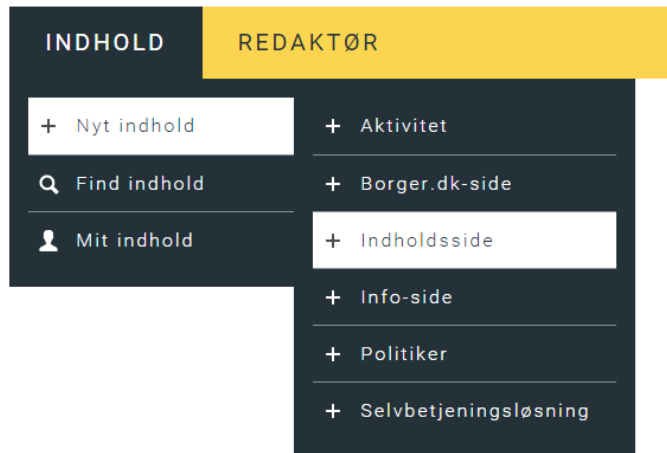 INDHOLD
REDAKTØR
Nyt indhold
Find indhold
Mit indhold
Aktivitet
Borger.dk-side
Indholdsside
Info-side
Politiker
Selvbetjeningsløsning